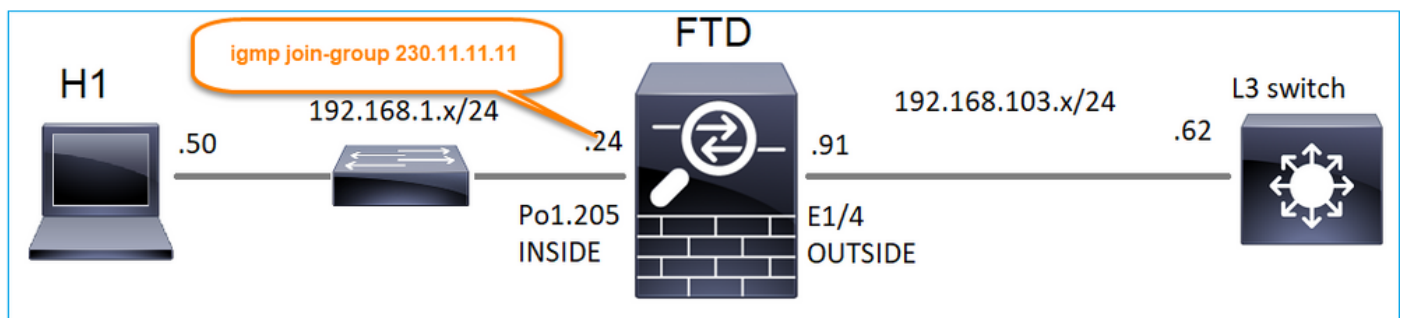 FTD
igmp join-group 230.11.11.11
H1
192.168.1.x/24
192.168.103.x/24
L3 switch
.50
.24
.91
.62
Po1.205
INSIDE
E1/4
OUTSIDE